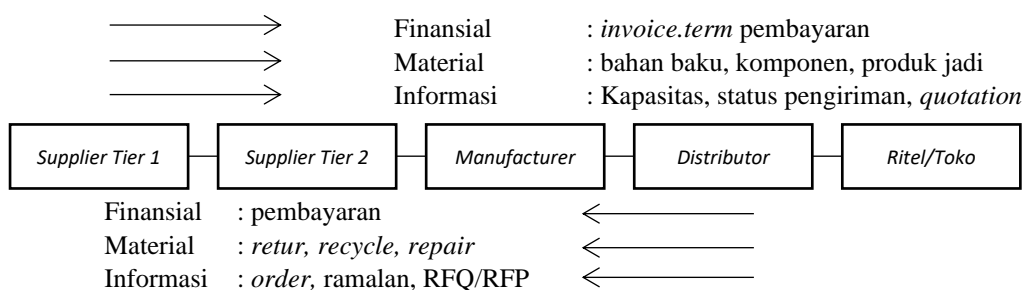 Finansial : invoice.term pembayaran
Material : bahan baku, komponen, produk jadi
Informasi : Kapasitas, status pengiriman, quotation
Supplier Tier 1 Supplier Tier 2 Manufacturer Distributor Ritel/Toko
Finansial : pembayaran
Material : retur, recycle, repair
Informasi : order, ramalan, RFQ/RFP